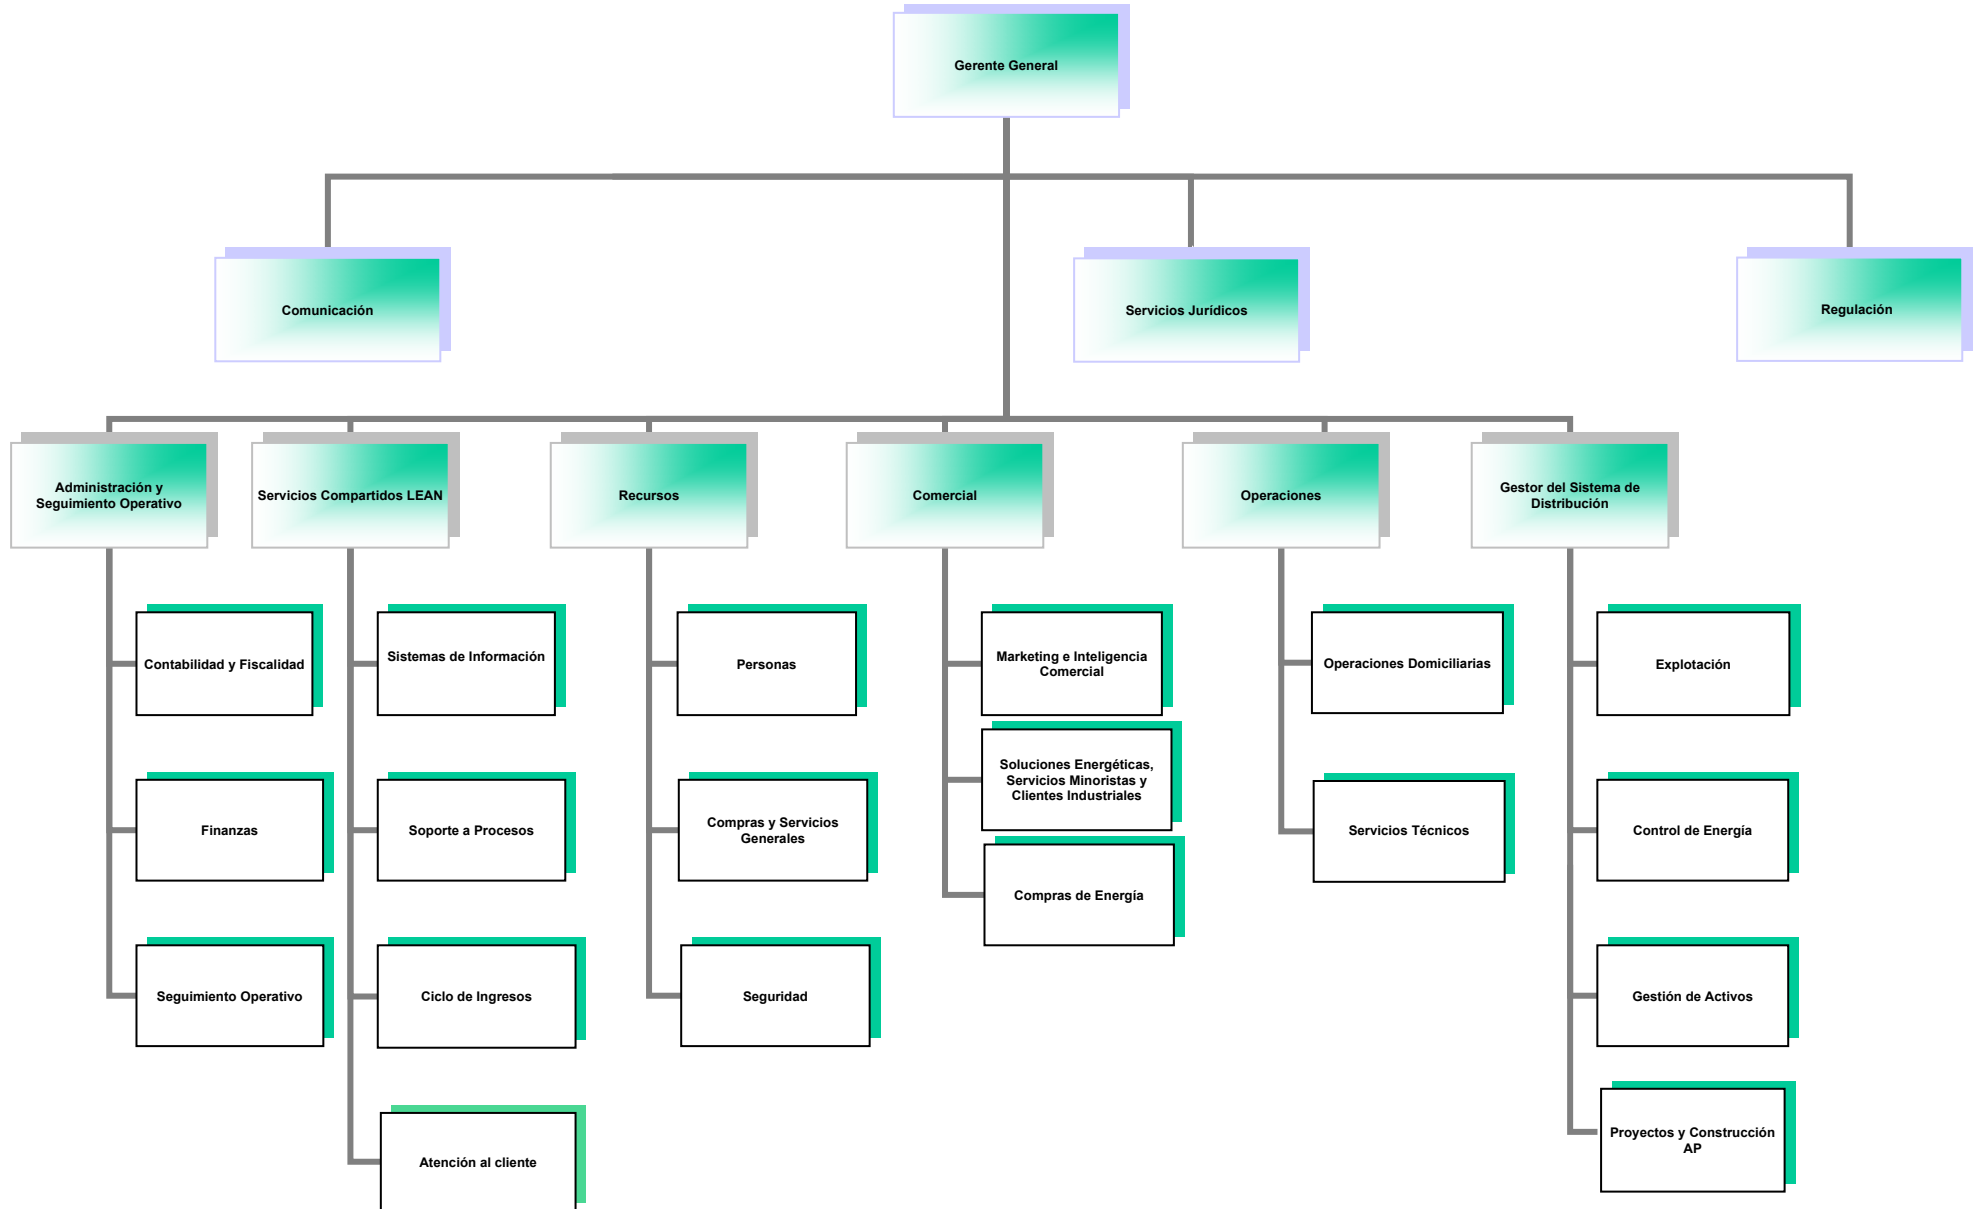 Gerente General
Comunicación
Servicios Jurídicos
Regulación
Administración y
Seguimiento Operativo
Servicios Compartidos LEAN
Recursos
Comercial
Operaciones
Gestor del Sistema de
Distribución
Contabilidad y Fiscalidad
Sistemas de Información
Personas
Marketing e Inteligencia
Comercial
Operaciones Domiciliarias
Explotación
Soluciones Energéticas,
Servicios Minoristas y
Clientes Industriales
Finanzas
Soporte a Procesos
Compras y Servicios
Generales
Servicios Técnicos
Control de Energía
Compras de Energía
Seguimiento Operativo
Ciclo de Ingresos
Seguridad
Gestión de Activos
Proyectos y Construcción
AP
Atención al cliente